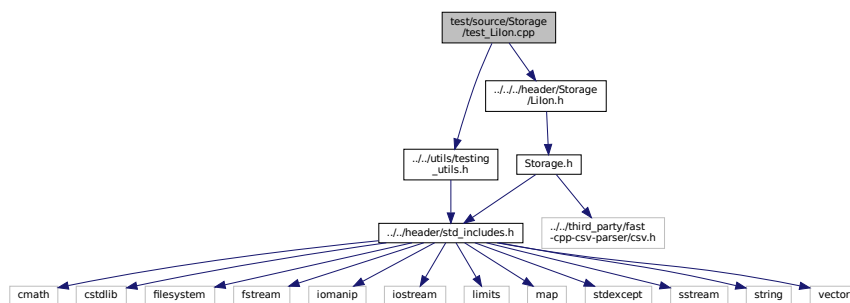 test/source/Storage
/test_LiIon.cpp
../../../header/Storage
/LiIon.h
../../utils/testing
_utils.h
Storage.h
../../third_party/fast
-cpp-csv-parser/csv.h
../../header/std_includes.h
cmath
cstdlib
filesystem
fstream
iomanip
iostream
limits
map
stdexcept
sstream
string
vector